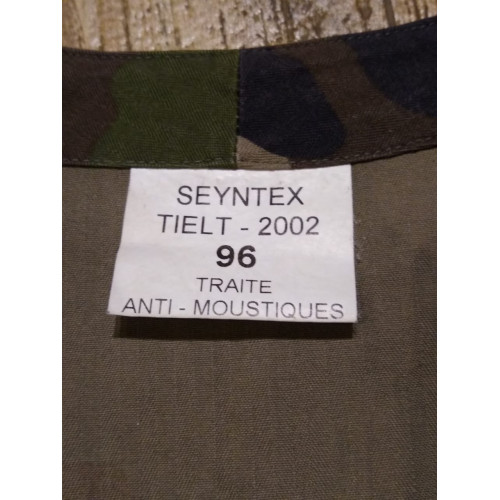 SEYNTEX
TIELT - 2002
96
TRAITE
ANTI - MOUSTIQUES